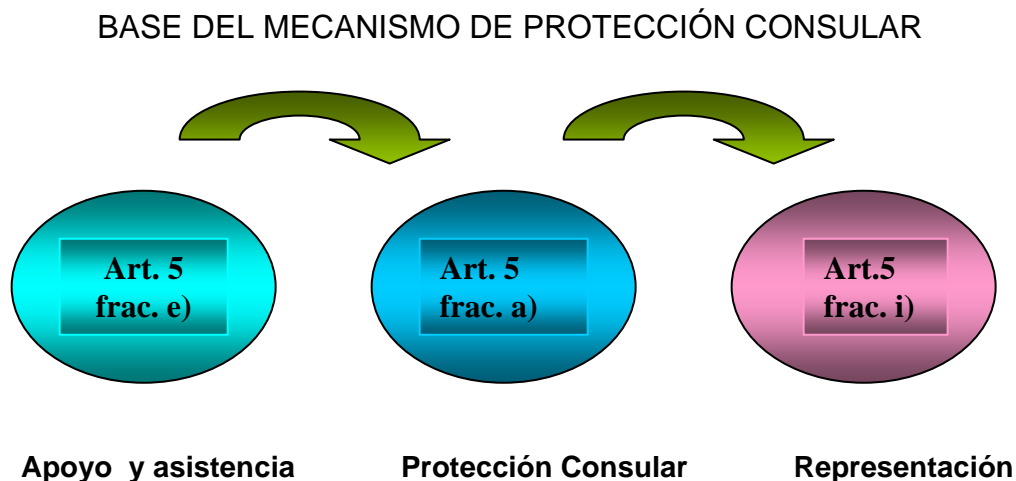 BASE DEL MECANISMO DE PROTECCIÓN CONSULAR
Art. 5
frac. e)
Art. 5
frac. a)
Art.5
frac. i)
Apoyo y asistencia
Protección Consular
Representación